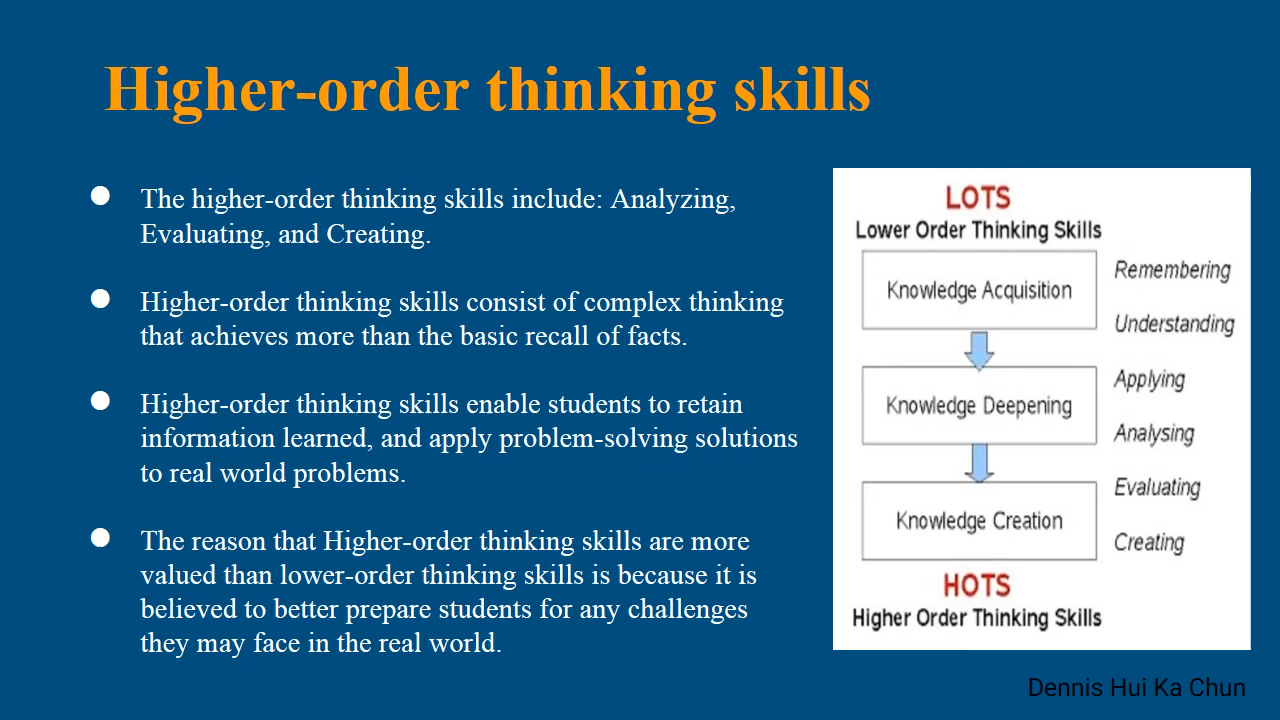 Higher-order thinking skills
● The higher-order thinking skills include: Analyzing,
Evaluating, and Creating.
● Higher-order thinking skills consist of complex thinking
that achieves more than the basic recall of facts.
● Higher-order thinking skills enable students to retain
information learned, and apply problem-solving solutions
to real world problems.
● The reason that Higher-order thinking skills are more
valued than lower-order thinking skills is because it is
believed to better prepare students for any challenges
they may face in the real world.
LOTS
Lower Order Thinking Skills
Knowledge Acquisition
Remembering
Understanding
Knowledge Deepening
Applying
Analysing
Knowledge Creation
Evaluating
Creating
HOTS
Higher Order Thinking Skills
Dennis Hui Ka Chun